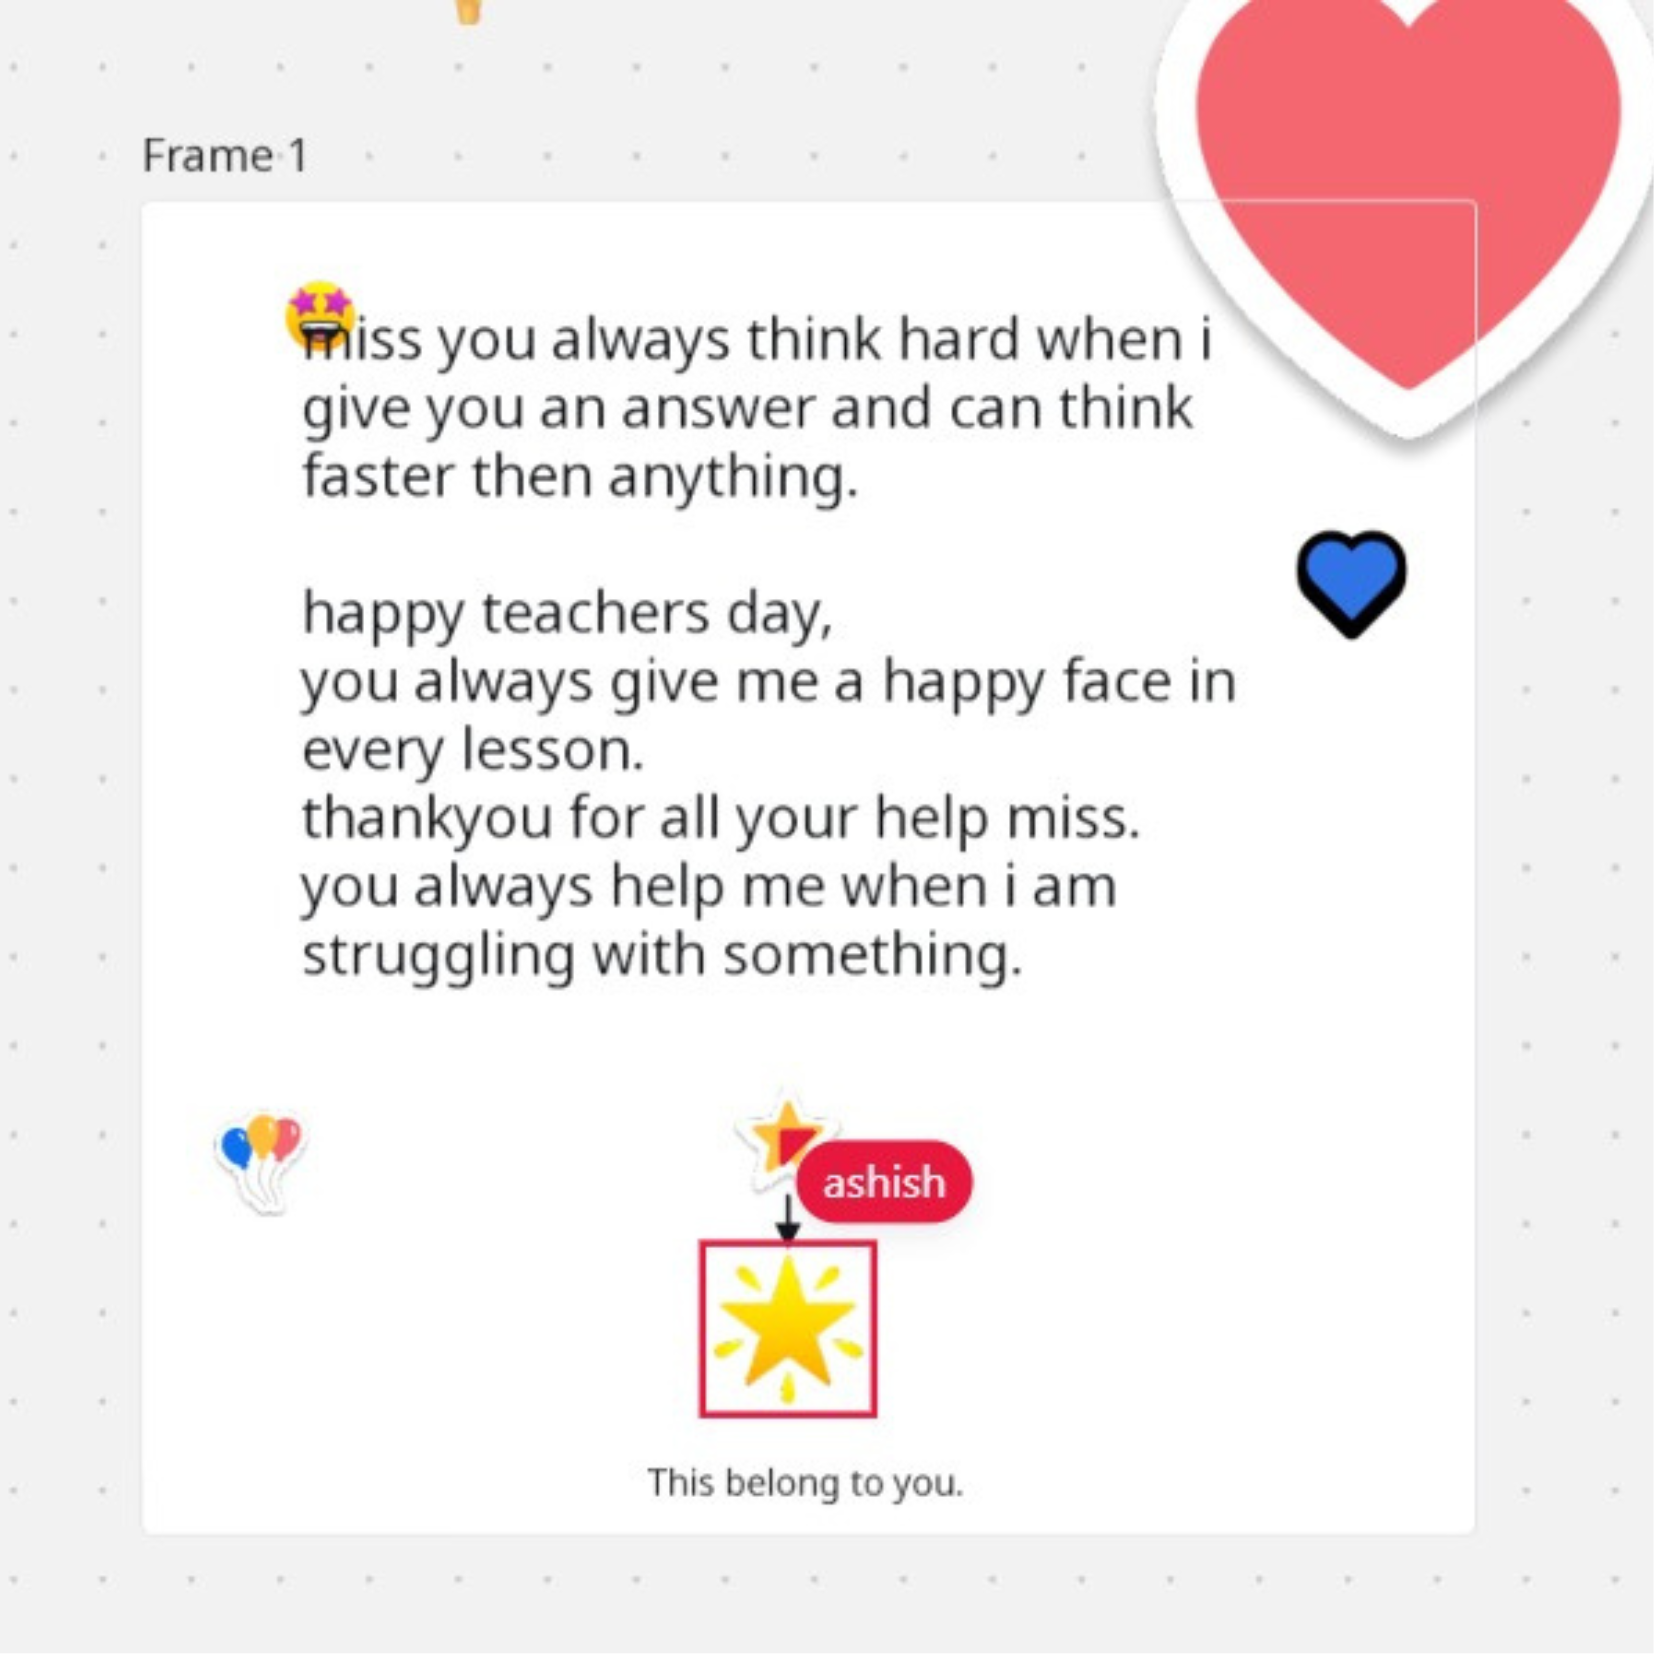 Frame 1
miss you always think hard when i
give you an answer and can think
faster then anything.
happy teachers day,
you always give me a happy face in
every lesson.
thankyou for all your help miss.
you always help me when i am
struggling with something.
ashish
This belong to you.